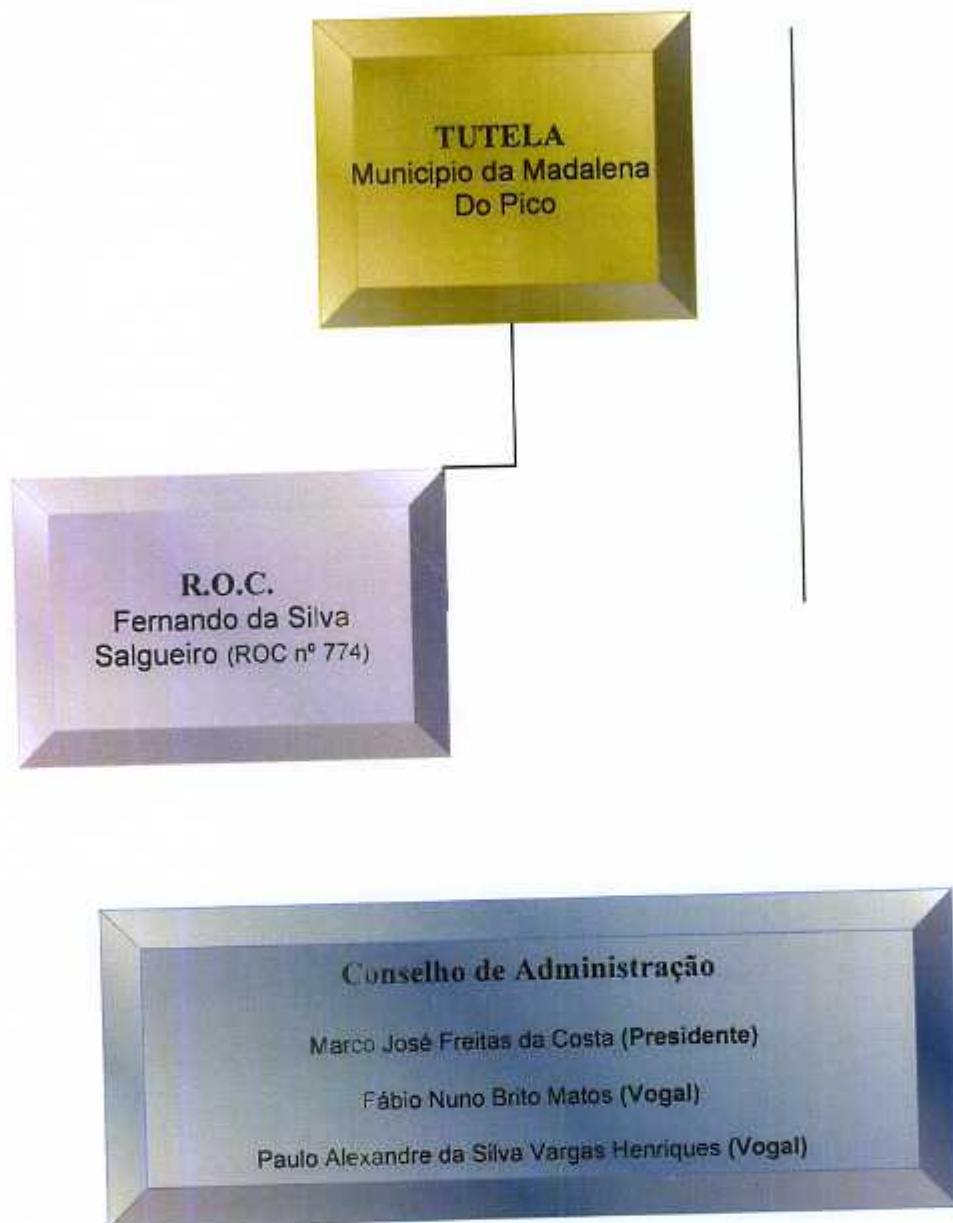 TUTELA
Municipio da Madalena
Do Pico
R.O.C.
Fernando da Silva
Salgueiro (ROC nº 774)
Conselho de Administração
Marco José Freitas da Costa (Presidente)
Fábio Nuno Brito Matos (Vogal)
Paulo Alexandre da Silva Vargas Henriques (Vogal)